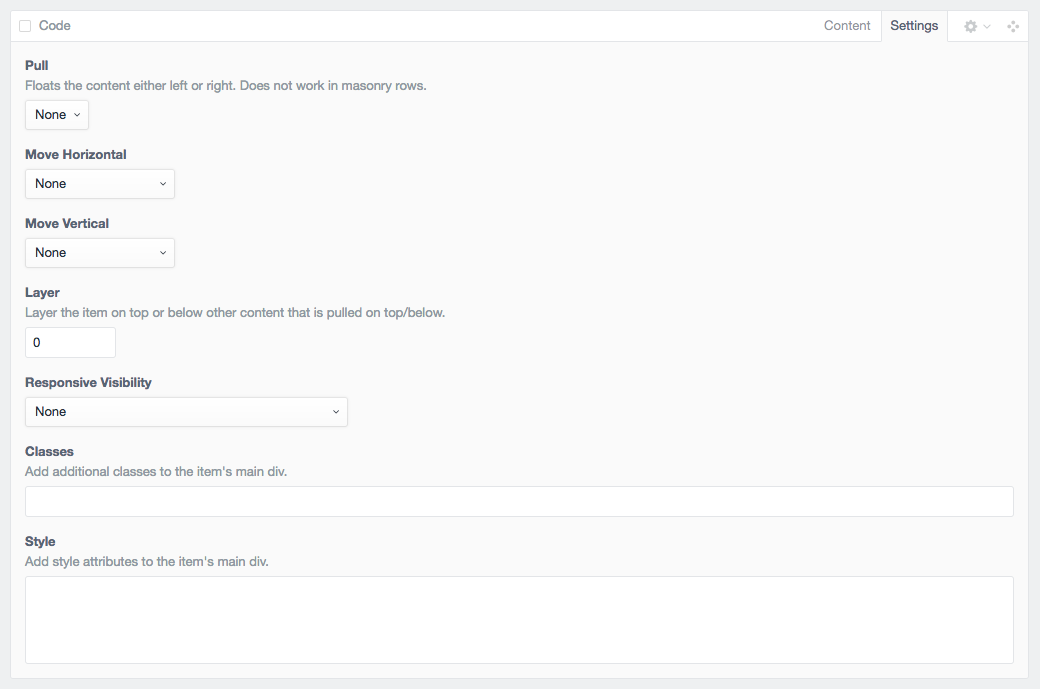 Code Content Settings
Pull
Floats the content either left or right. Does not work in masonry rows.
None
Move Horizontal
None
Move Vertical
None
Layer
Layer the item on top or below other content that is pulled on top/below.
0
Responsive Visibility
None
Classes
Add additional classes to the item's main div.
Style
Add style attributes to the item's main div.